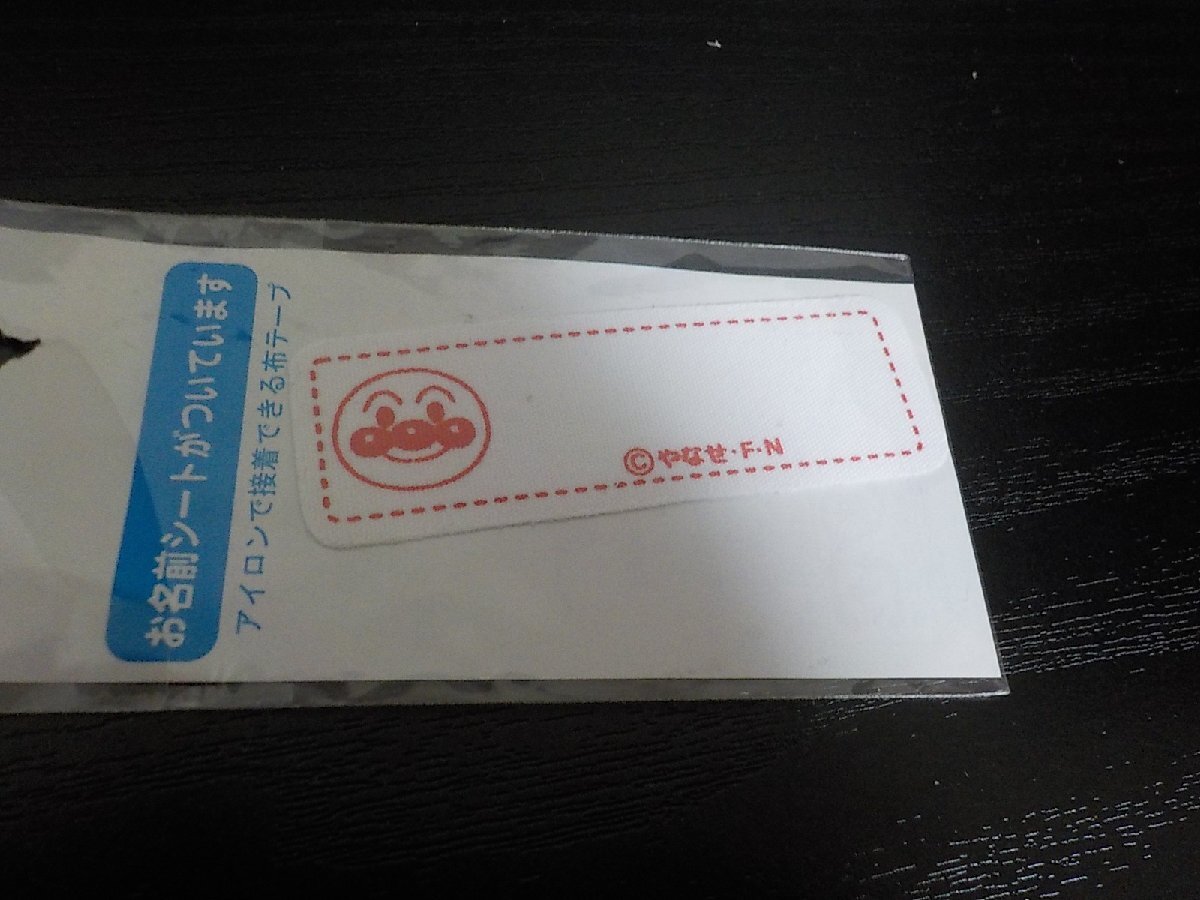 お名前シートがついています
アイロンで接着できる布テープ
©やなせ・F・N